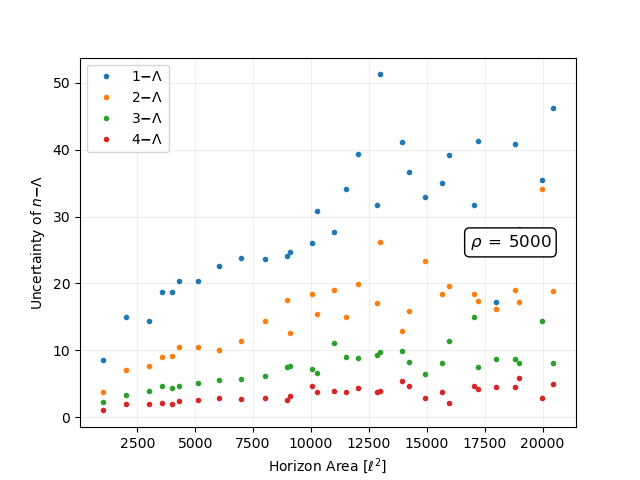 1−Λ
2−Λ
3−Λ
4−Λ
ρ = 5000
Uncertainty of n−Λ
50
40
30
20
10
0
2500 5000 7500 10000 12500 15000 17500 20000
Horizon Area [ℓ²]